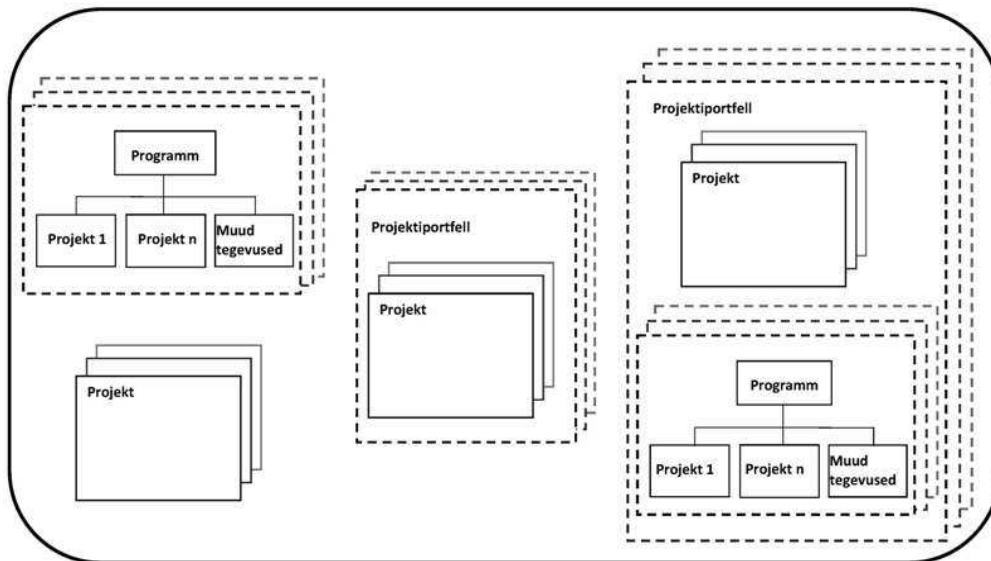 Programm
Projekt 1
Projekt n
Muud
tegevused
Projekt
Projektiportfell
Projekt
Projektiportfell
Projekt
Programm
Projekt 1
Projekt n
Muud
tegevused